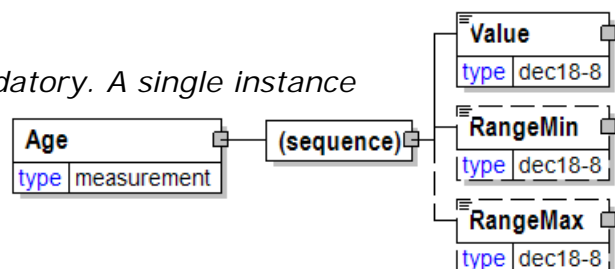 Value
type dec18-8
datory. A single instance
Age
type measurement
(sequence)
RangeMin
type dec18-8
RangeMax
type dec18-8